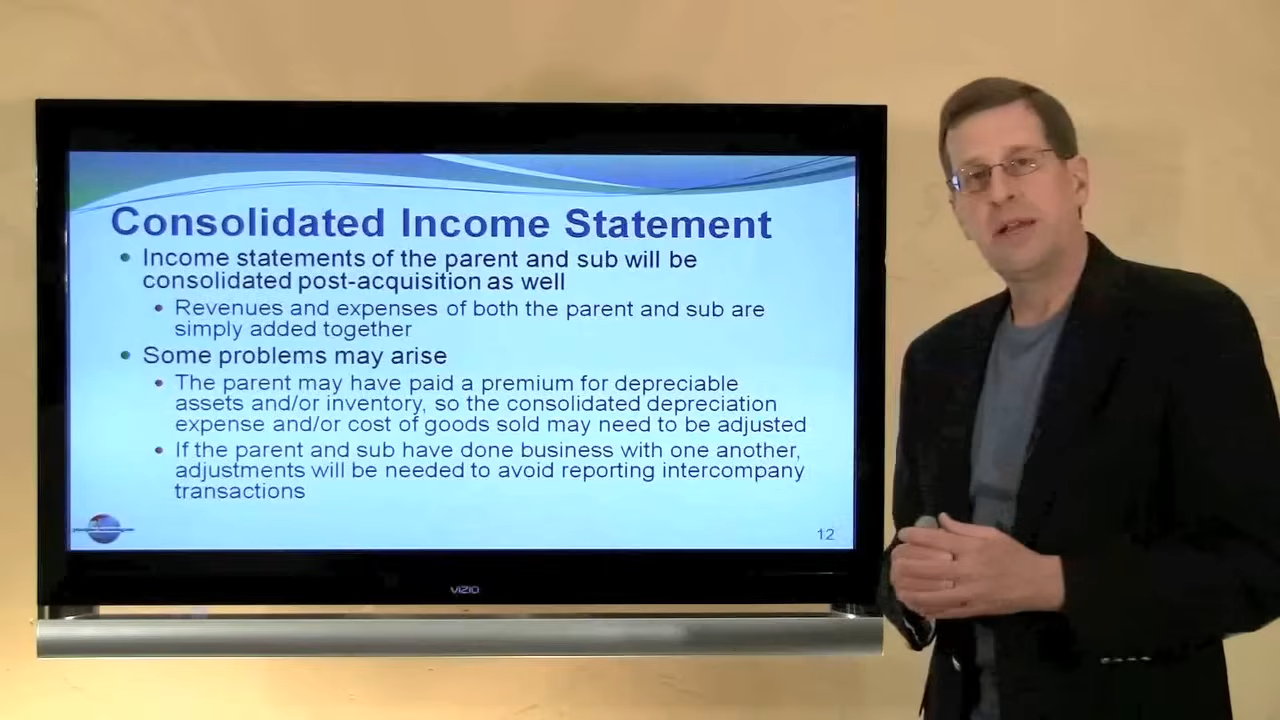 Consolidated Income Statement
• Income statements of the parent and sub will be
consolidated post-acquisition as well
• Revenues and expenses of both the parent and sub are
simply added together
• Some problems may arise
• The parent may have paid a premium for depreciable
assets and/or inventory, so the consolidated depreciation
expense and/or cost of goods sold may need to be adjusted
• If the parent and sub have done business with one another,
adjustments will be needed to avoid reporting intercompany
transactions
12
VIZIO